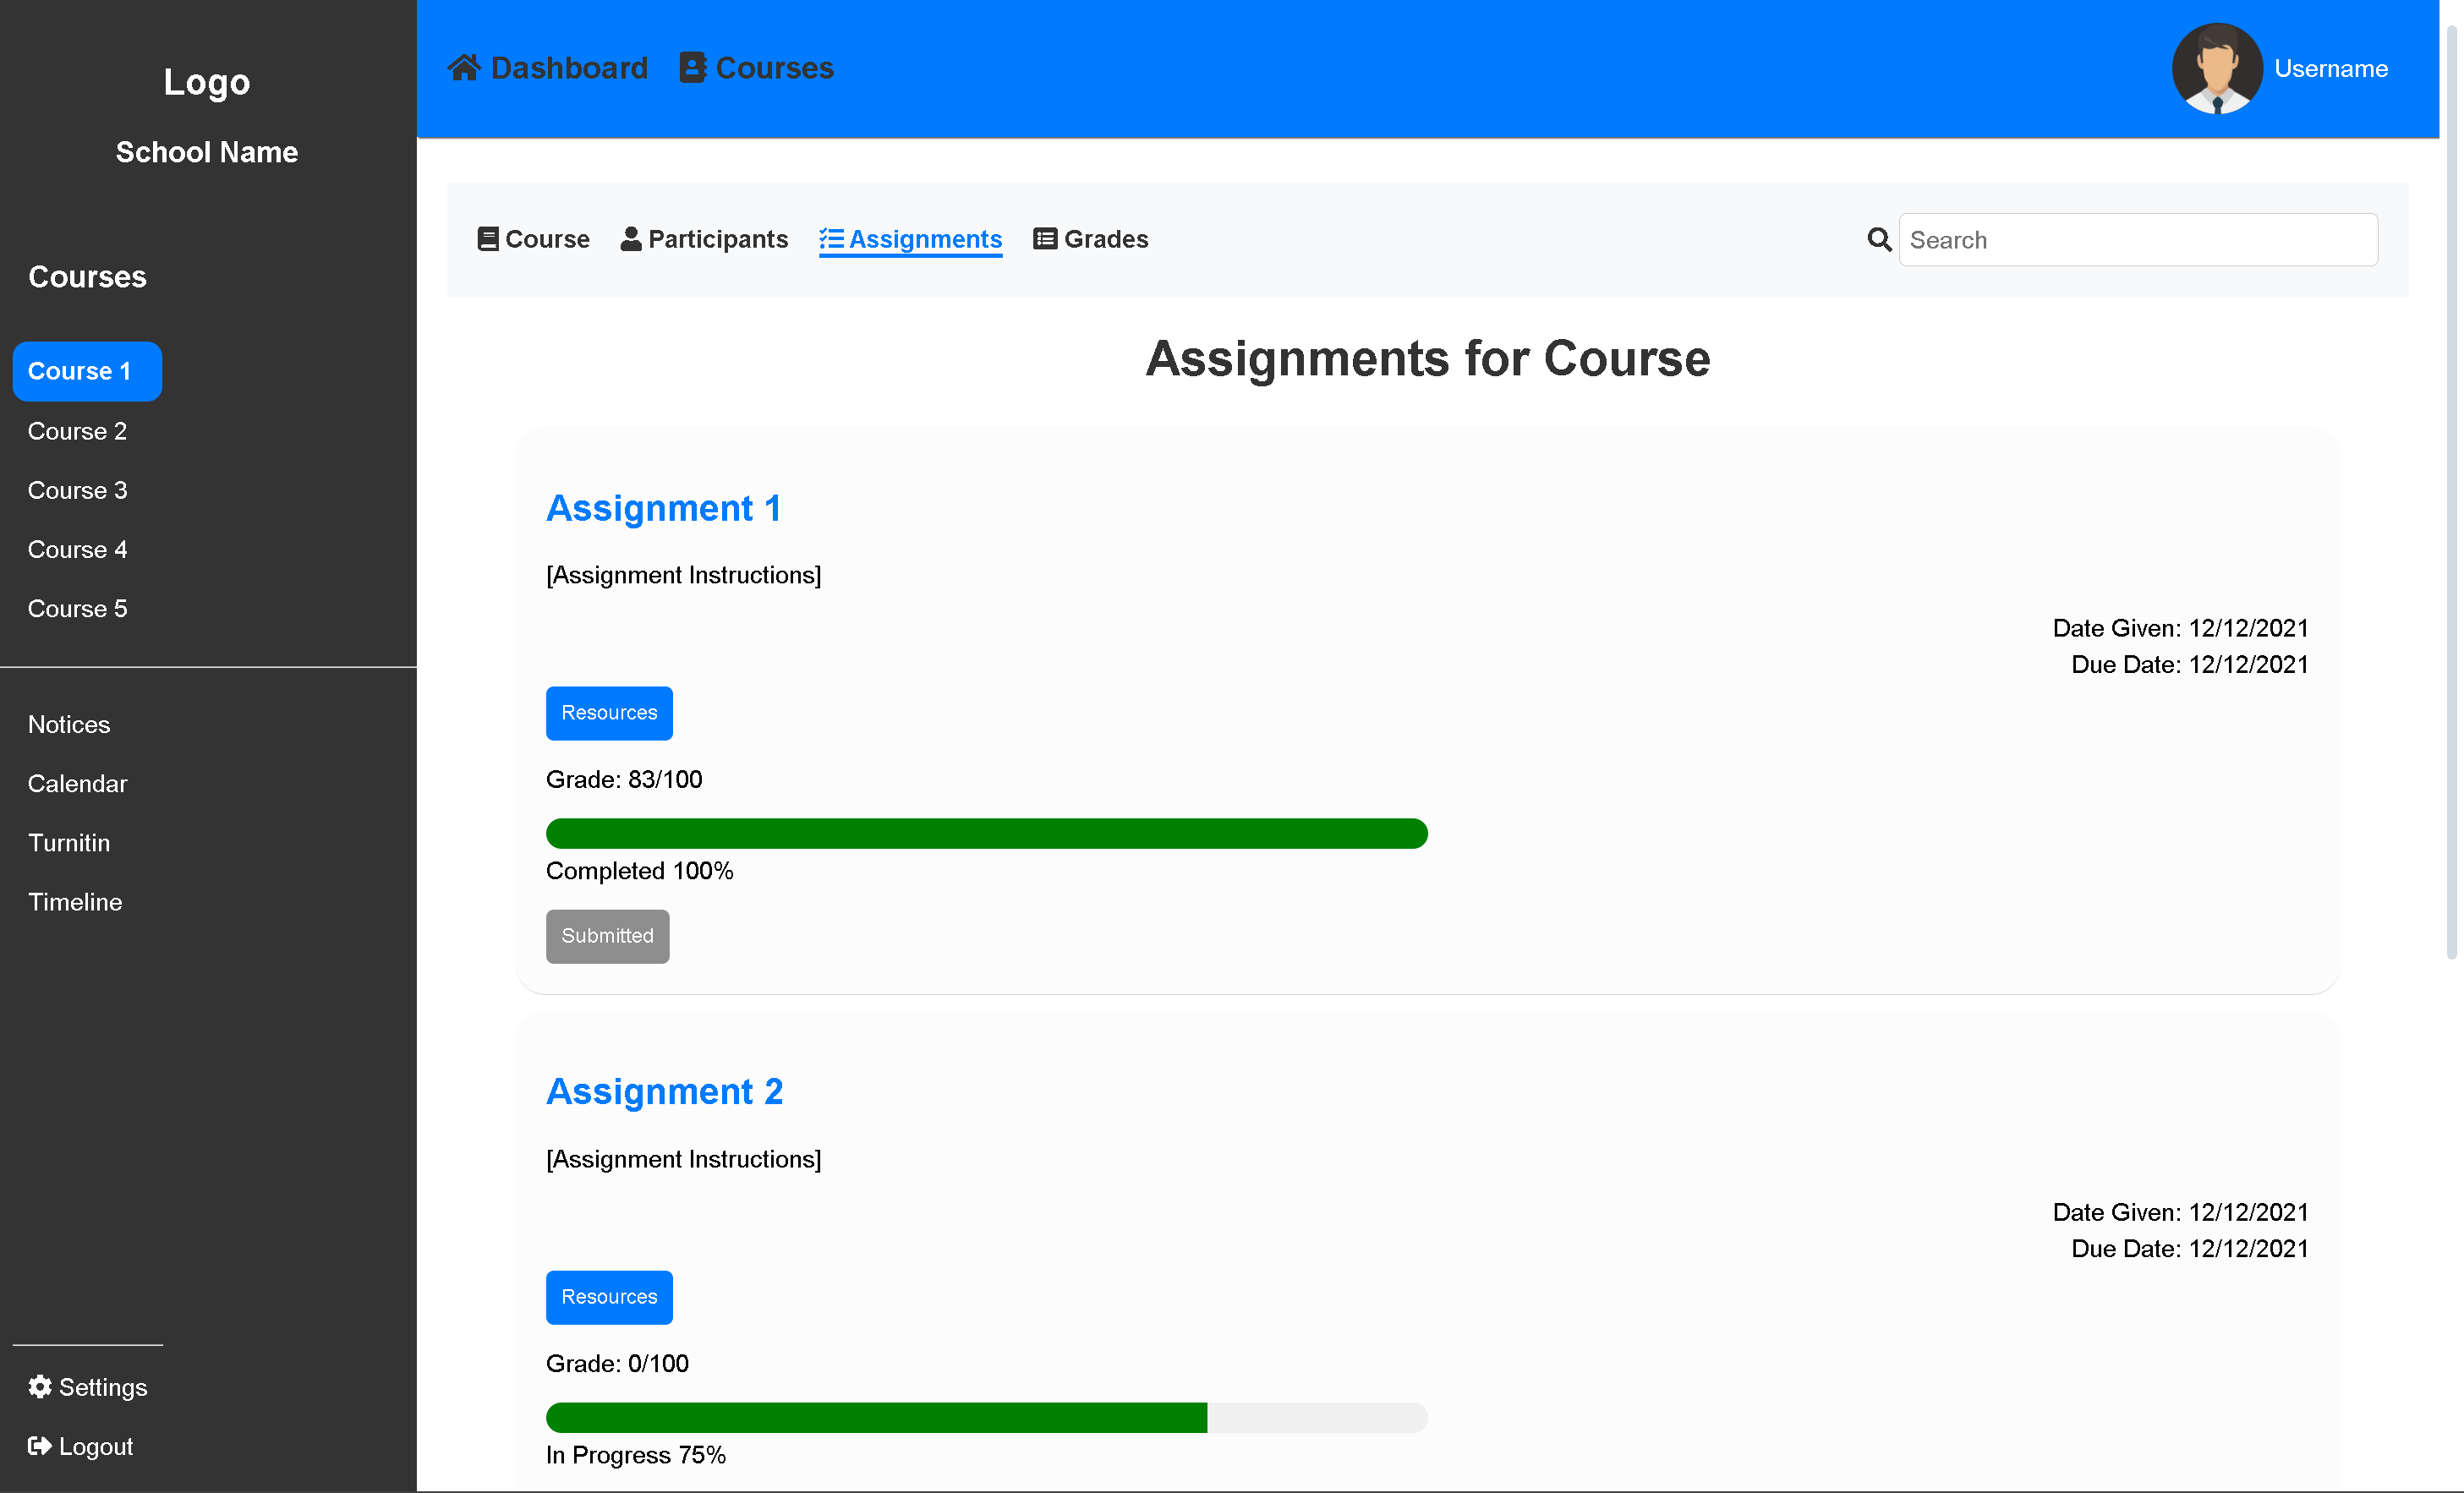 Logo
School Name
Courses
Course 1
Course 2
Course 3
Course 4
Course 5
Notices
Calendar
Turnitin
Timeline
Settings
Logout
Dashboard Courses
Username
Course Participants Assignments Grades
Search
Assignments for Course
Assignment 1
[Assignment Instructions]
Date Given: 12/12/2021
Due Date: 12/12/2021
Resources
Grade: 83/100
Completed 100%
Submitted
Assignment 2
[Assignment Instructions]
Date Given: 12/12/2021
Due Date: 12/12/2021
Resources
Grade: 0/100
In Progress 75%